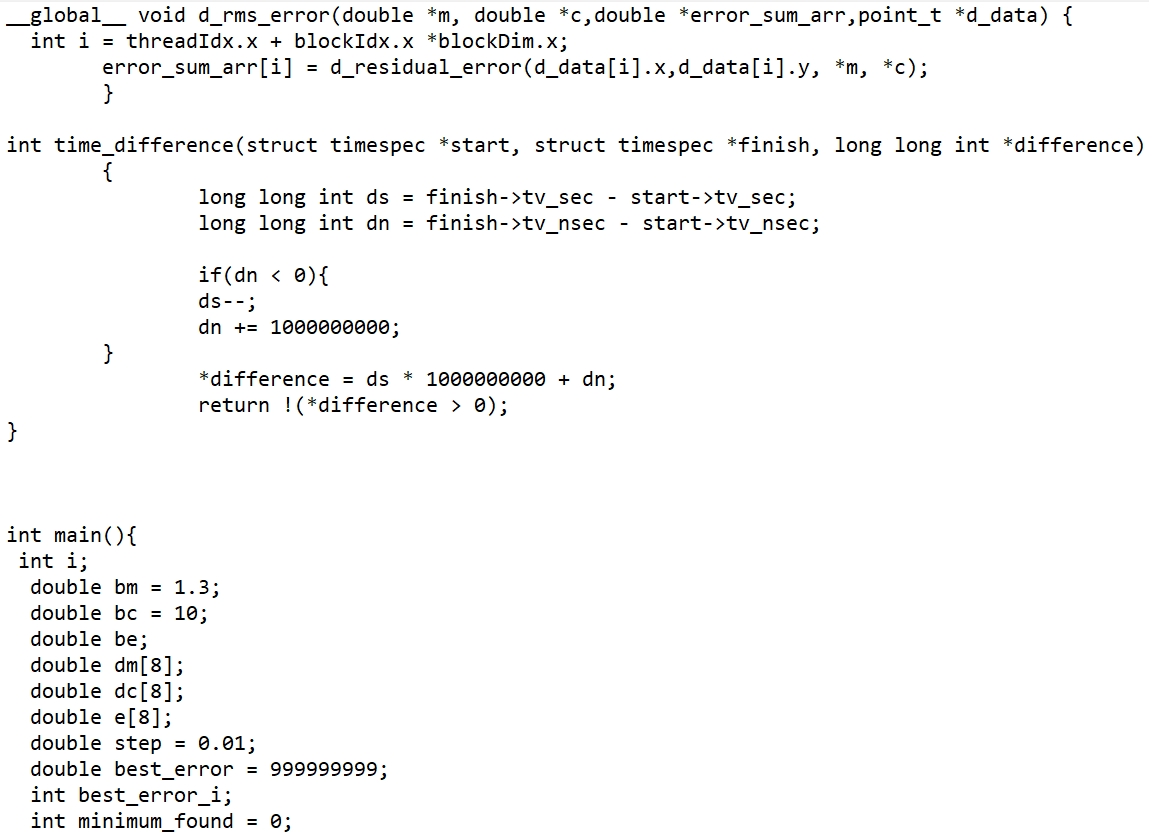 __global__ void d_rms_error(double *m, double *c,double *error_sum_arr,point_t *d_data) {
  int i = threadIdx.x + blockIdx.x *blockDim.x;
        error_sum_arr[i] = d_residual_error(d_data[i].x,d_data[i].y, *m, *c);
        }

int time_difference(struct timespec *start, struct timespec *finish, long long int *difference)
        {
                long long int ds = finish->tv_sec - start->tv_sec;
                long long int dn = finish->tv_nsec - start->tv_nsec;

                if(dn < 0){
                ds--;
                dn += 1000000000;
        }
                *difference = ds * 1000000000 + dn;
                return !(*difference > 0);
}

int main(){
 int i;
  double bm = 1.3;
  double bc = 10;
  double be;
  double dm[8];
  double dc[8];
  double e[8];
  double step = 0.01;
  double best_error = 999999999;
  int best_error_i;
  int minimum_found = 0;